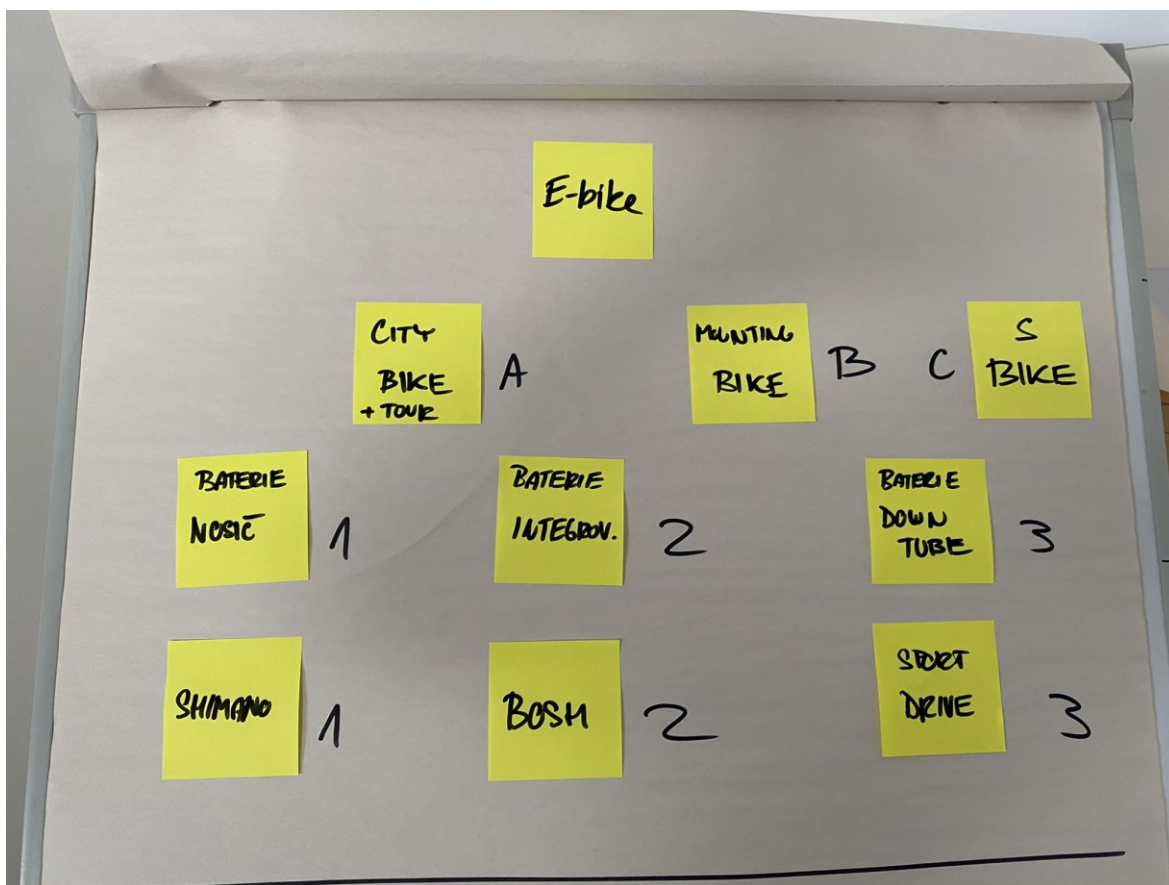 E-bike
CITY
BIKE
+ TOUR
A
MUNTING
BIKE
B
C
S
BIKE
BATERIE
NOSIČ
1
BATERIE
INTEGROV.
2
BATERIE
DOWN
TUBE
3
SHIMANO
1
BOSH
2
SPORT
DRIVE
3